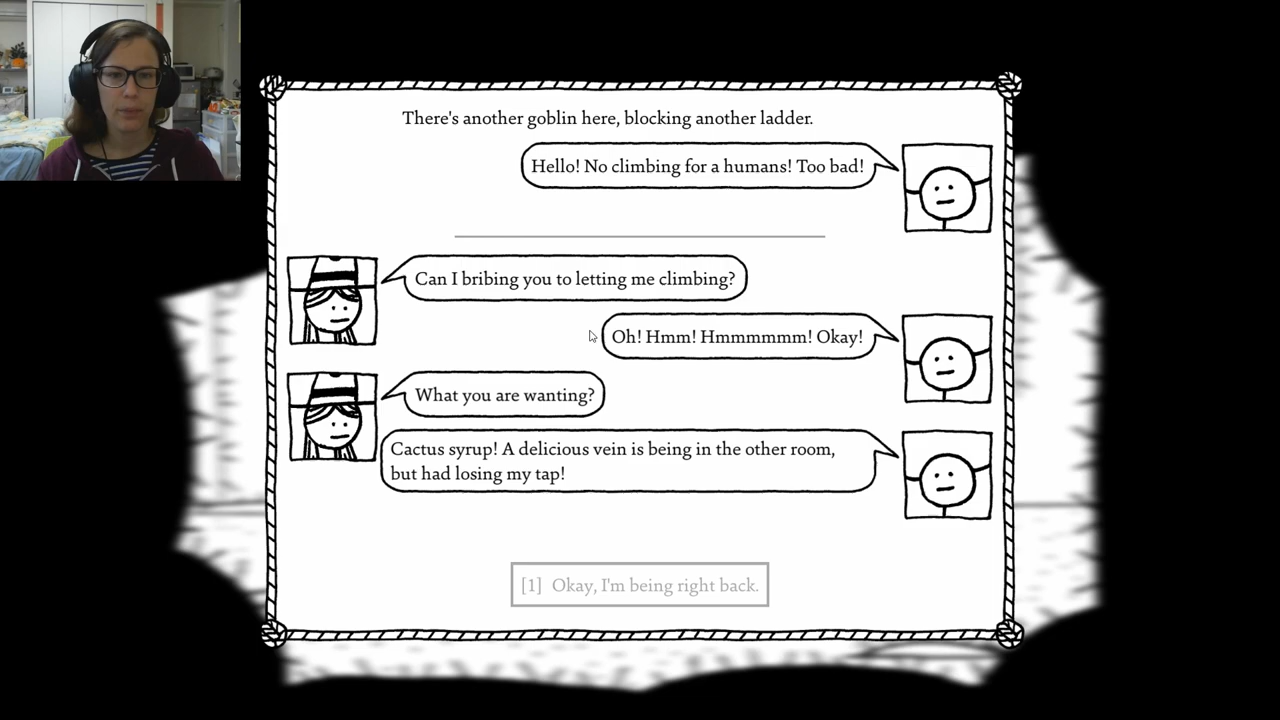 There's another goblin here, blocking another ladder.
Hello! No climbing for a humans! Too bad!
Can I bribing you to letting me climbing?
Oh! Hmm! Hmmmmmm! Okay!
What you are wanting?
Cactus syrup! A delicious vein is being in the other room,
but had losing my tap!
[1] Okay, I'm being right back.